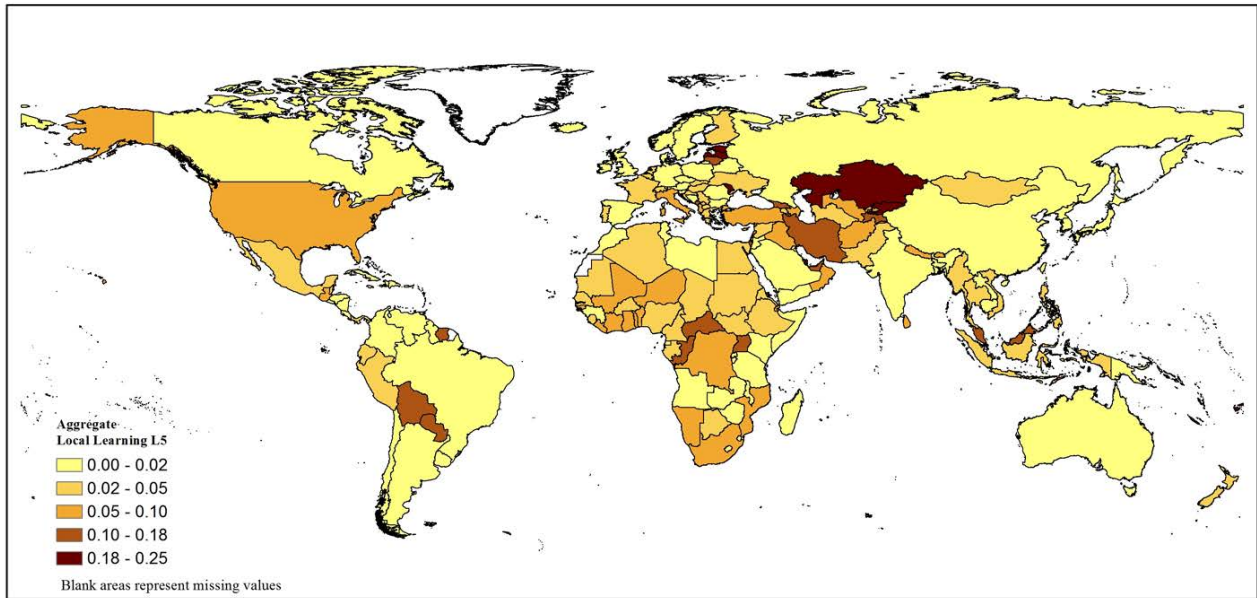 Aggregate
Local Learning L5
0.00 - 0.02
0.02 - 0.05
0.05 - 0.10
0.10 - 0.18
0.18 - 0.25
Blank areas represent missing values